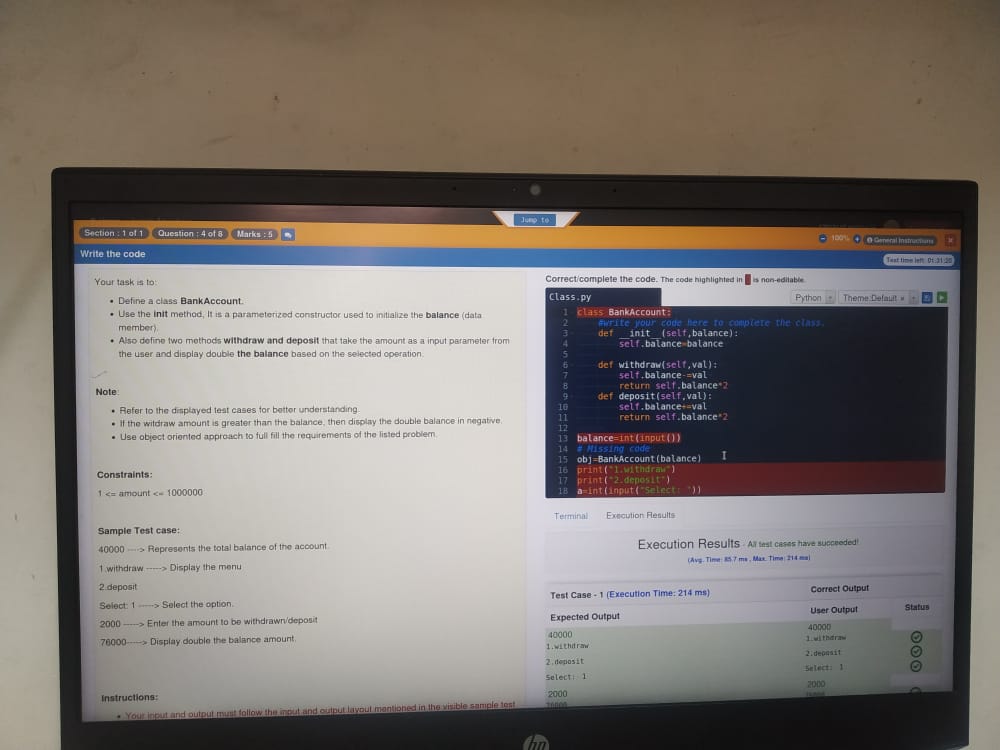 Jump to
Section : 1 of 1 Question : 4 of 8 Marks : 5
100% General Instructions
Write the code
Test time left: 01:31:20
Your task is to:
• Define a class BankAccount.
• Use the init method, It is a parameterized constructor used to initialize the balance (data
member).
• Also define two methods withdraw and deposit that take the amount as a input parameter from
the user and display double the balance based on the selected operation.
Note:
• Refer to the displayed test cases for better understanding.
• If the witdraw amount is greater than the balance, then display the double balance in negative.
• Use object oriented approach to full fill the requirements of the listed problem.
Constraints:
1 <= amount <= 1000000
Sample Test case:
40000 ----> Represents the total balance of the account.
1.withdraw -----> Display the menu
2.deposit
Select: 1 -----> Select the option.
2000 ----> Enter the amount to be withdrawn/deposit
76000----> Display double the balance amount.
Instructions:
• Your input and output must follow the input and output layout mentioned in the visible sample test
Correct/complete the code. The code highlighted in is non-editable.
Class.py
Python Theme:Default
1 class BankAccount:
2 #write your code here to complete the class.
3 def __init__(self,balance):
4 self.balance=balance
5
6 def withdraw(self,val):
7 self.balance-=val
8 return self.balance*2
9 def deposit(self,val):
10 self.balance+=val
11 return self.balance*2
12
13 balance=int(input())
14 # Missing code
15 obj=BankAccount(balance)
16 print("1.withdraw")
17 print("2.deposit")
18 a=int(input("Select: "))
Terminal Execution Results
Execution Results - All test cases have succeeded!
(Avg. Time: 85.7 ms , Max. Time: 214 ms)
Test Case - 1 (Execution Time: 214 ms) Correct Output
Expected Output User Output Status
40000 40000
1.withdraw 1.withdraw
2.deposit 2.deposit
Select: 1 Select: 1
2000 2000
76000 76000
hp